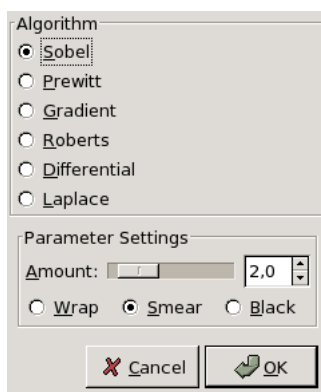 Algorithm
Sobel
Prewitt
Gradient
Roberts
Differential
Laplace
Parameter Settings
Amount: 2,0
Wrap Smear Black
Cancel OK